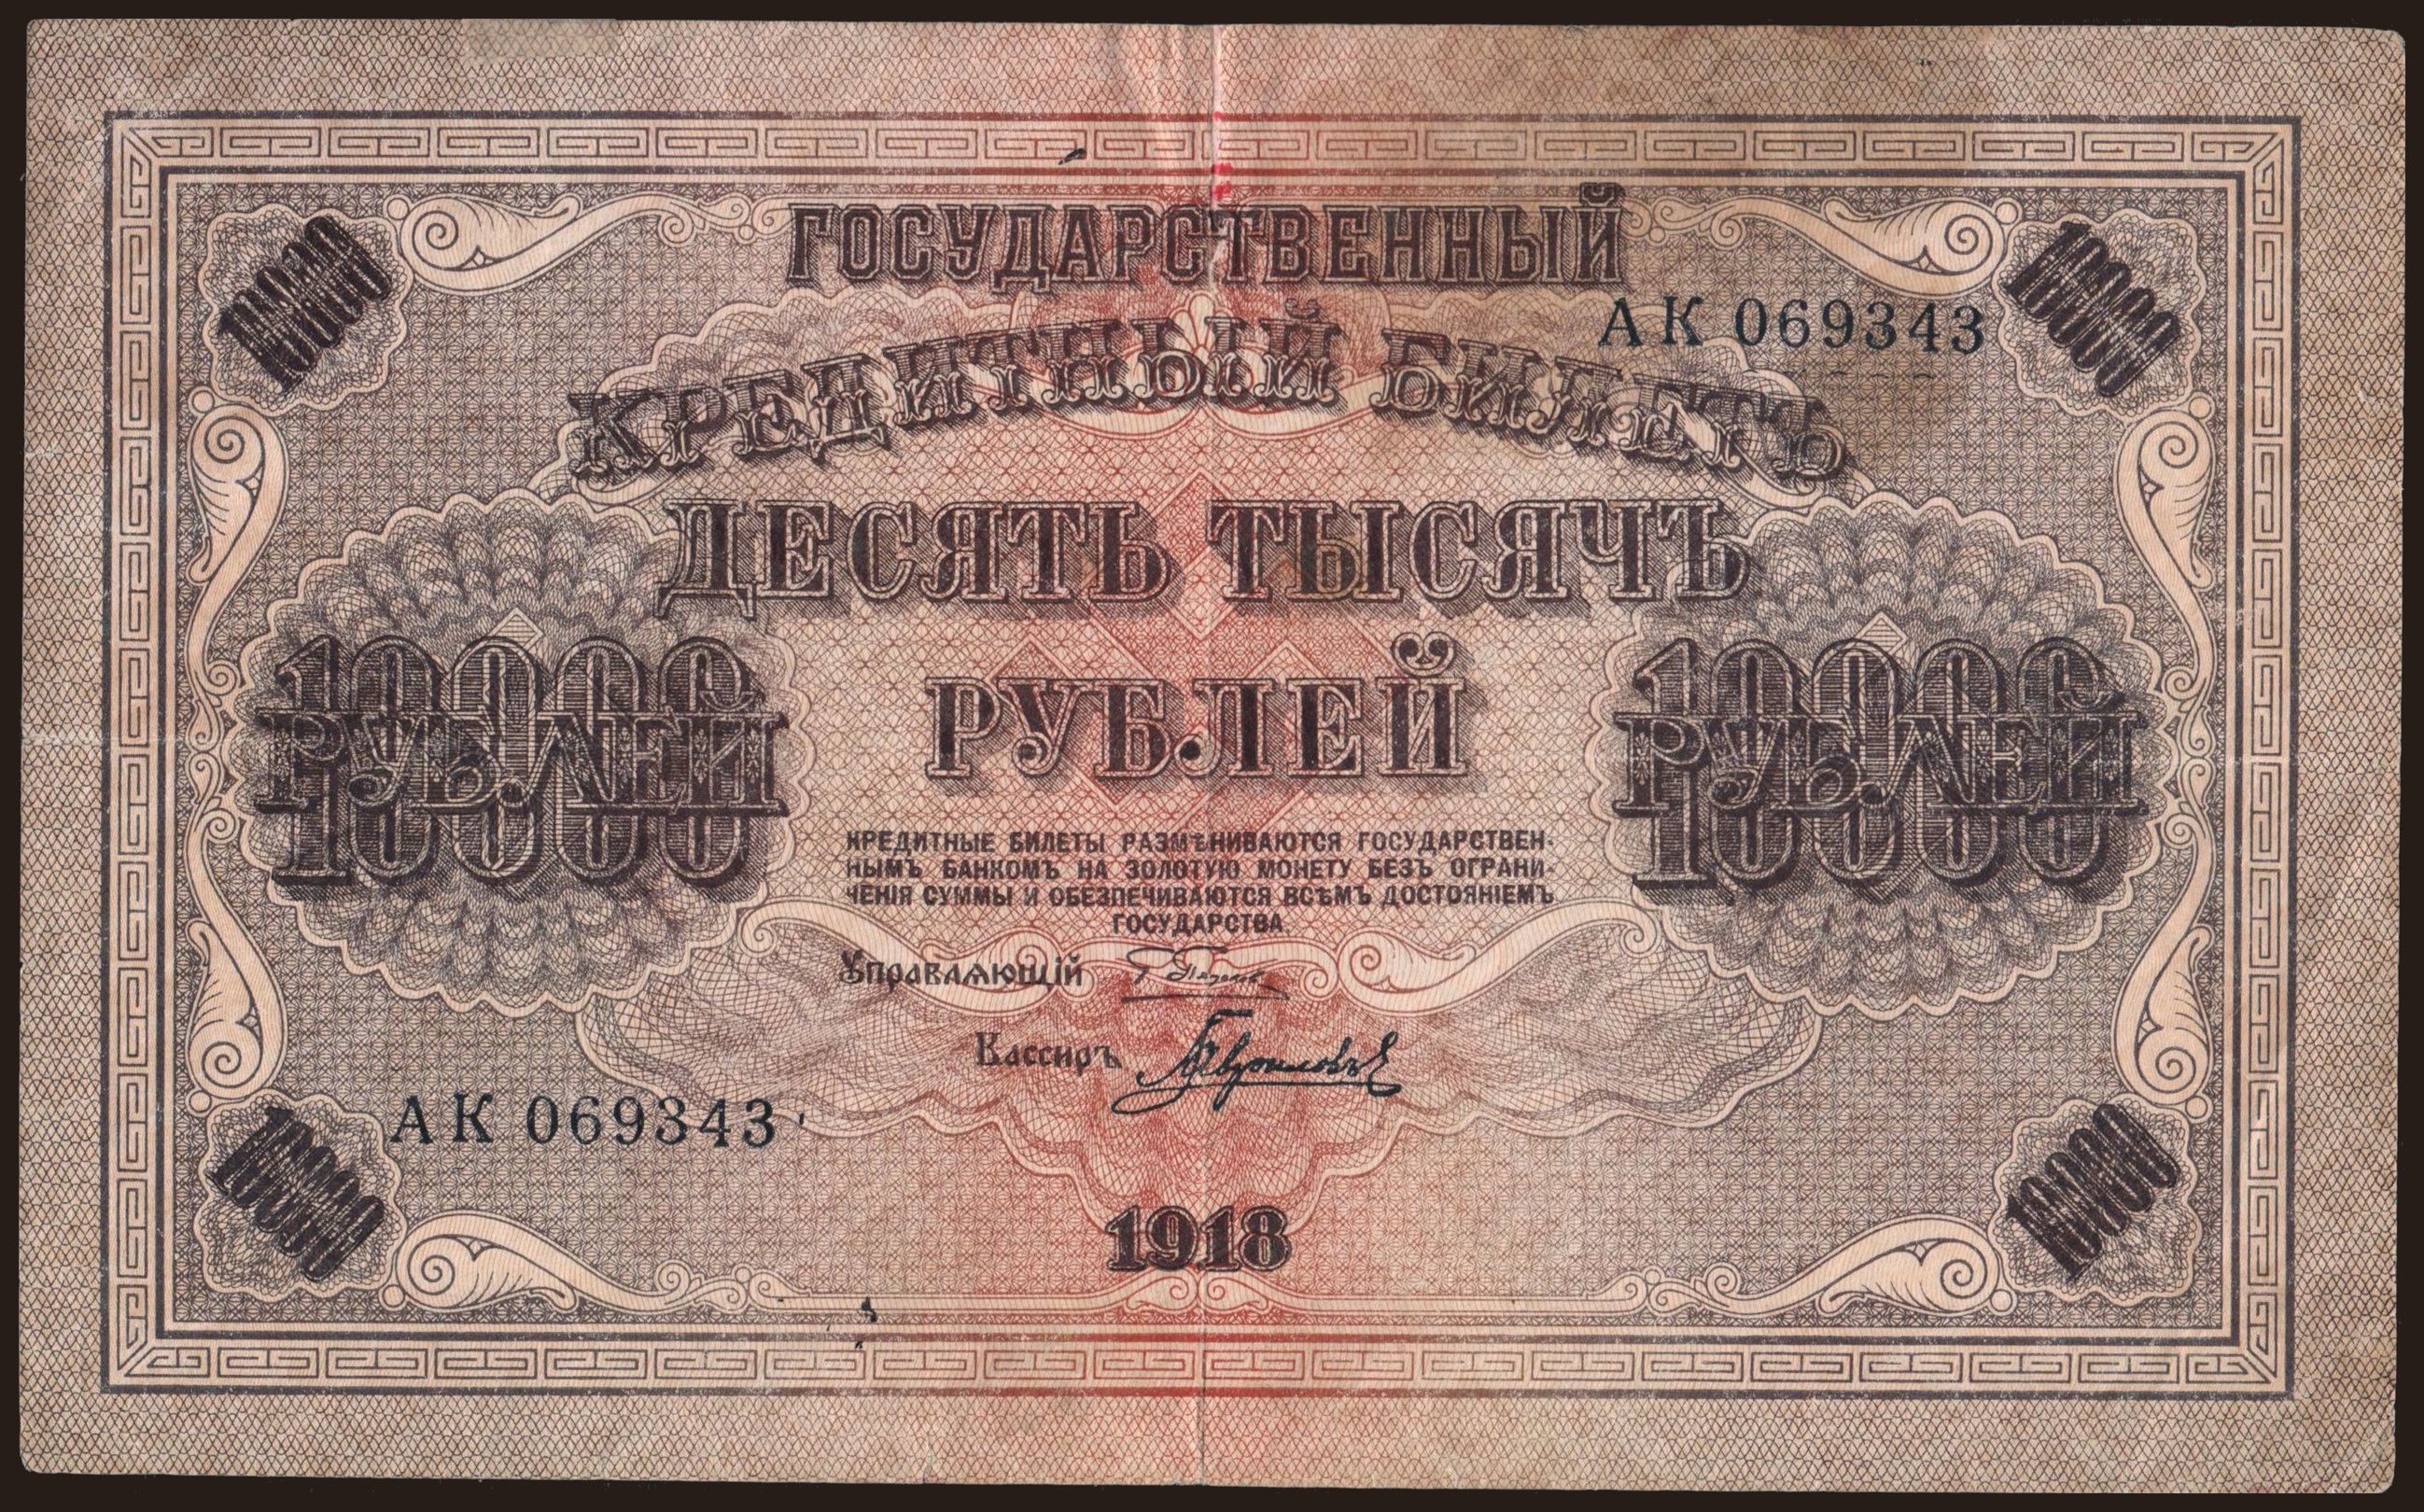 10000
10000
ГОСУДАРСТВЕННЫЙ
АК 069343
КРЕДИТНЫЙ БИЛЕТЪ
ДЕСЯТЬ ТЫСЯЧЪ
РУБЛЕЙ
10000
РУБЛЕЙ
10000
10000
РУБЛЕЙ
10000
КРЕДИТНЫЕ БИЛЕТЫ РАЗМѢНИВАЮТСЯ ГОСУДАРСТВЕН-
НЫМЪ БАНКОМЪ НА ЗОЛОТУЮ МОНЕТУ БЕЗЪ ОГРАНИ-
ЧЕНІЯ СУММЫ И ОБЕЗПЕЧИВАЮТСЯ ВСѢМЪ ДОСТОЯНІЕМЪ
ГОСУДАРСТВА.
Управляющій
Кассиръ
АК 069343
10000
10000
1918